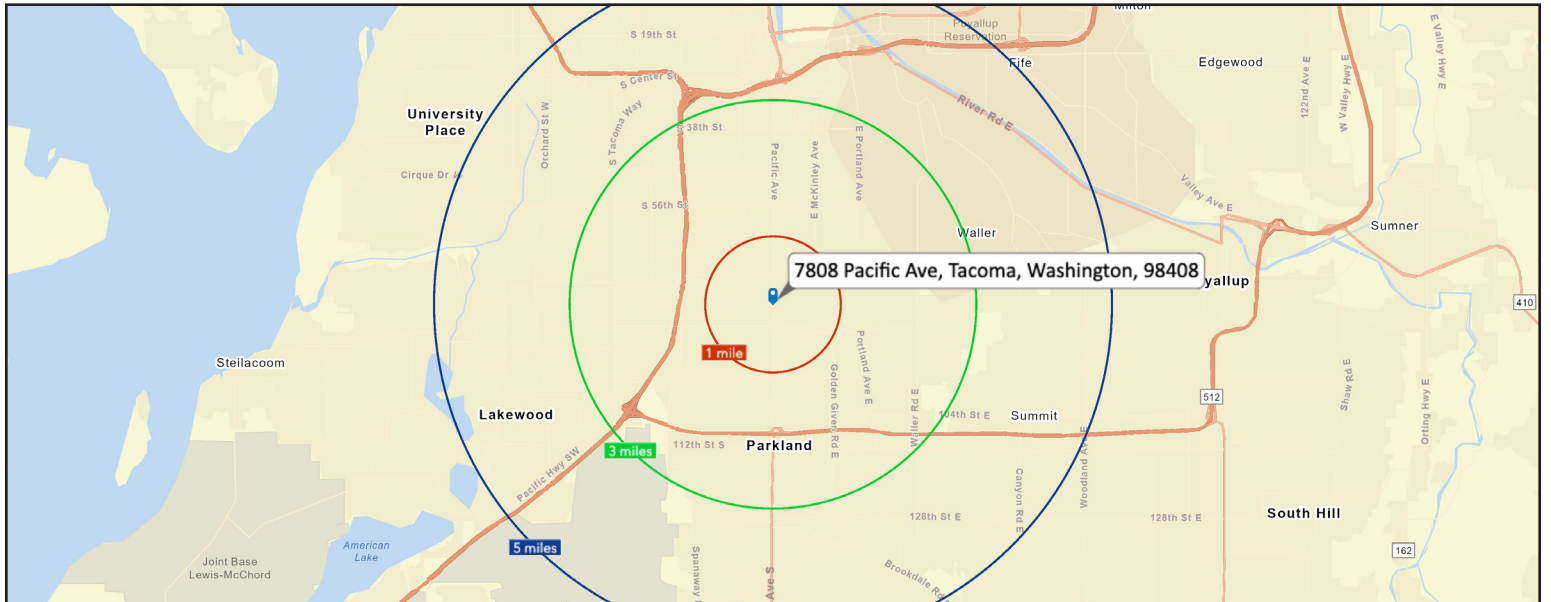 Milton
S 19th St
Puyallup
Reservation
Fife
Edgewood
E Valley Hwy E
122nd Ave E
W Valley Hwy E
S Center St
University
Place
Orchard St W
S Tacoma Way
S 38th St
Pacific Ave
E McKinley Ave
E Portland Ave
River Rd E
Cirque Dr
S 56th St
Valley Ave E
Waller
Sumner
7808 Pacific Ave, Tacoma, Washington, 98408
yallup
410
1 mile
Steilacoom
Portland Ave E
Golden Given Rd E
Waller Rd E
Shaw Rd E
Orting Hwy E
512
Lakewood
104th St E
Summit
112th St S
Parkland
3 miles
Pacific Hwy SW
Woodland Ave E
Canyon Rd E
128th St E
128th St E
South Hill
5 miles
American
Lake
162
Joint Base
Lewis-McChord
Spanaway
Ave S
Brookdale Rd